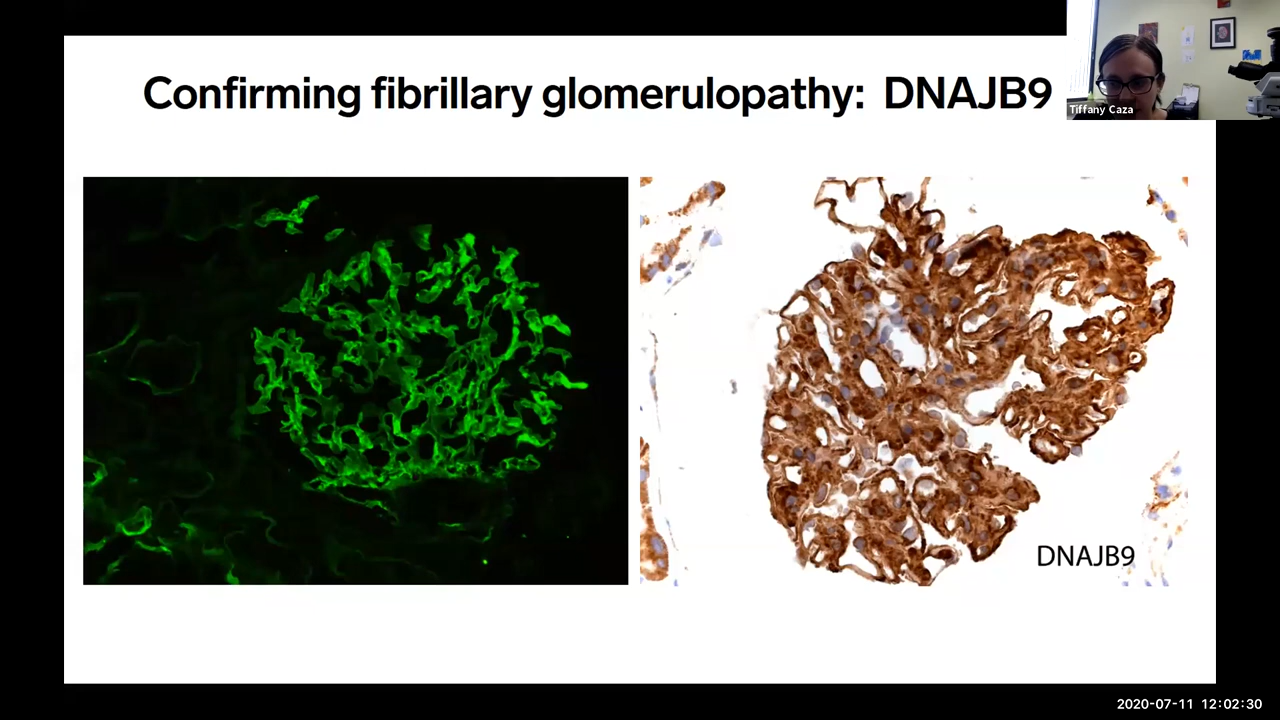 Confirming fibrillary glomerulopathy: DNAJB9
Tiffany Caza
DNAJB9
2020-07-11 12:02:30